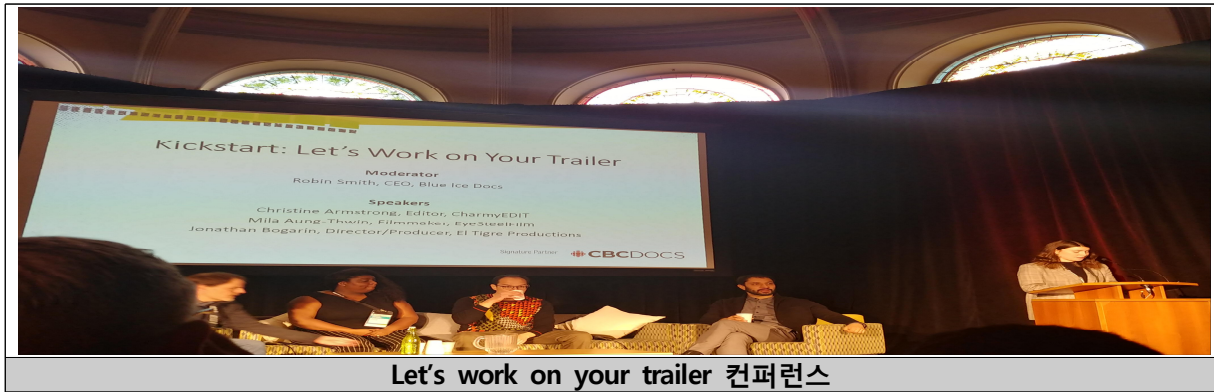 Kickstart: Let's Work on Your Trailer
Moderator
Robin Smith, CEO, Blue Ice Docs
Speakers
Christine Armstrong, Editor, CharmyEDIT
Mila Aung-Thwin, Filmmaker, EyeSteelFilm
Jonathan Bogarin, Director/Producer, El Tigre Productions
Signature Partner CBCDOCS
Let's work on your trailer 컨퍼런스